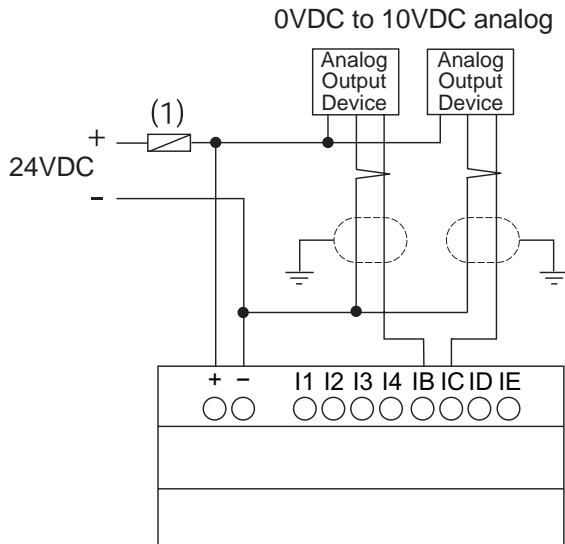 0VDC to 10VDC analog
Analog
Output
Device
Analog
Output
Device
(1)
+
24VDC
-
+ − I1 I2 I3 I4 IB IC ID IE